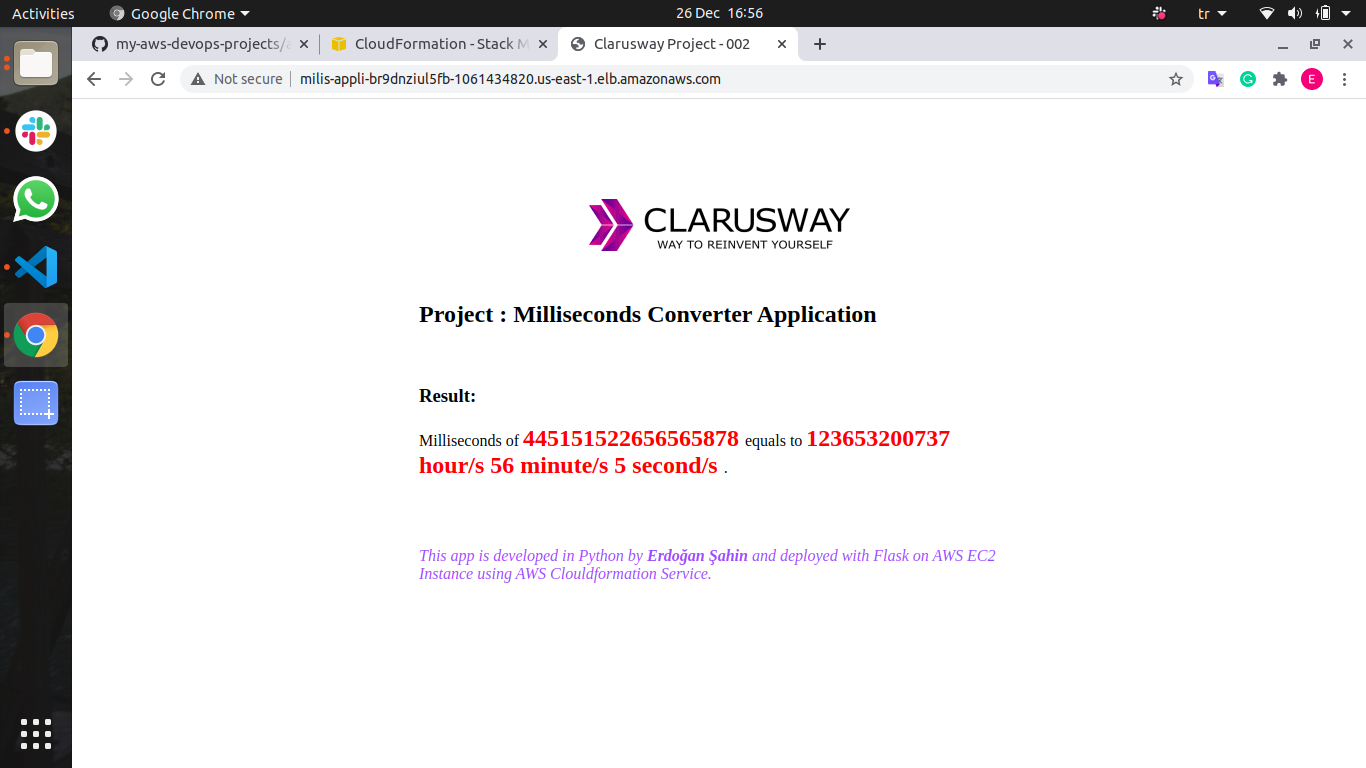 Activities Google Chrome 26 Dec 16:56 tr
my-aws-devops-projects/a CloudFormation - Stack M Clarusway Project - 002
Not secure milis-appli-br9dnziul5fb-1061434820.us-east-1.elb.amazonaws.com E
CLARUSWAY
WAY TO REINVENT YOURSELF
Project : Milliseconds Converter Application
Result:
Milliseconds of 445151522656565878 equals to 123653200737
hour/s 56 minute/s 5 second/s .
This app is developed in Python by Erdoğan Şahin and deployed with Flask on AWS EC2
Instance using AWS Clouldformation Service.